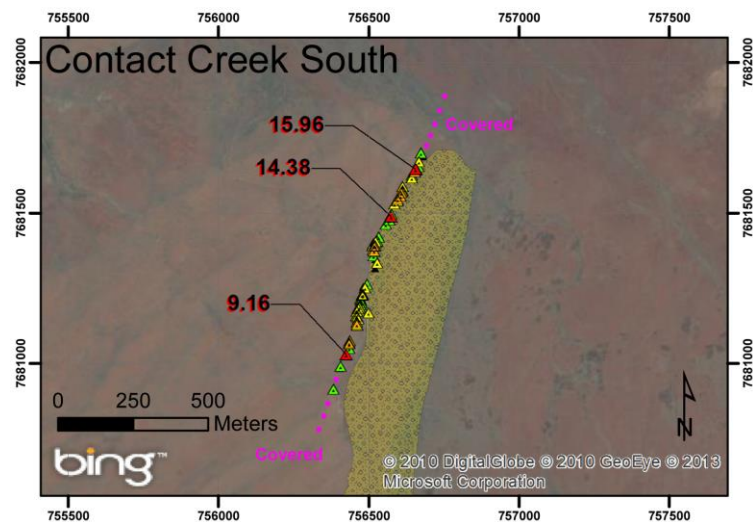 755500 756000 756500 757000 757500
7682000 7682000
Contact Creek South
Covered
15.96
14.38
7681500 7681500
9.16
7681000 7681000
0 250 500
Meters
N
Covered
bing™
© 2010 DigitalGlobe © 2010 GeoEye © 2013
Microsoft Corporation
755500 756000 756500 757000 757500